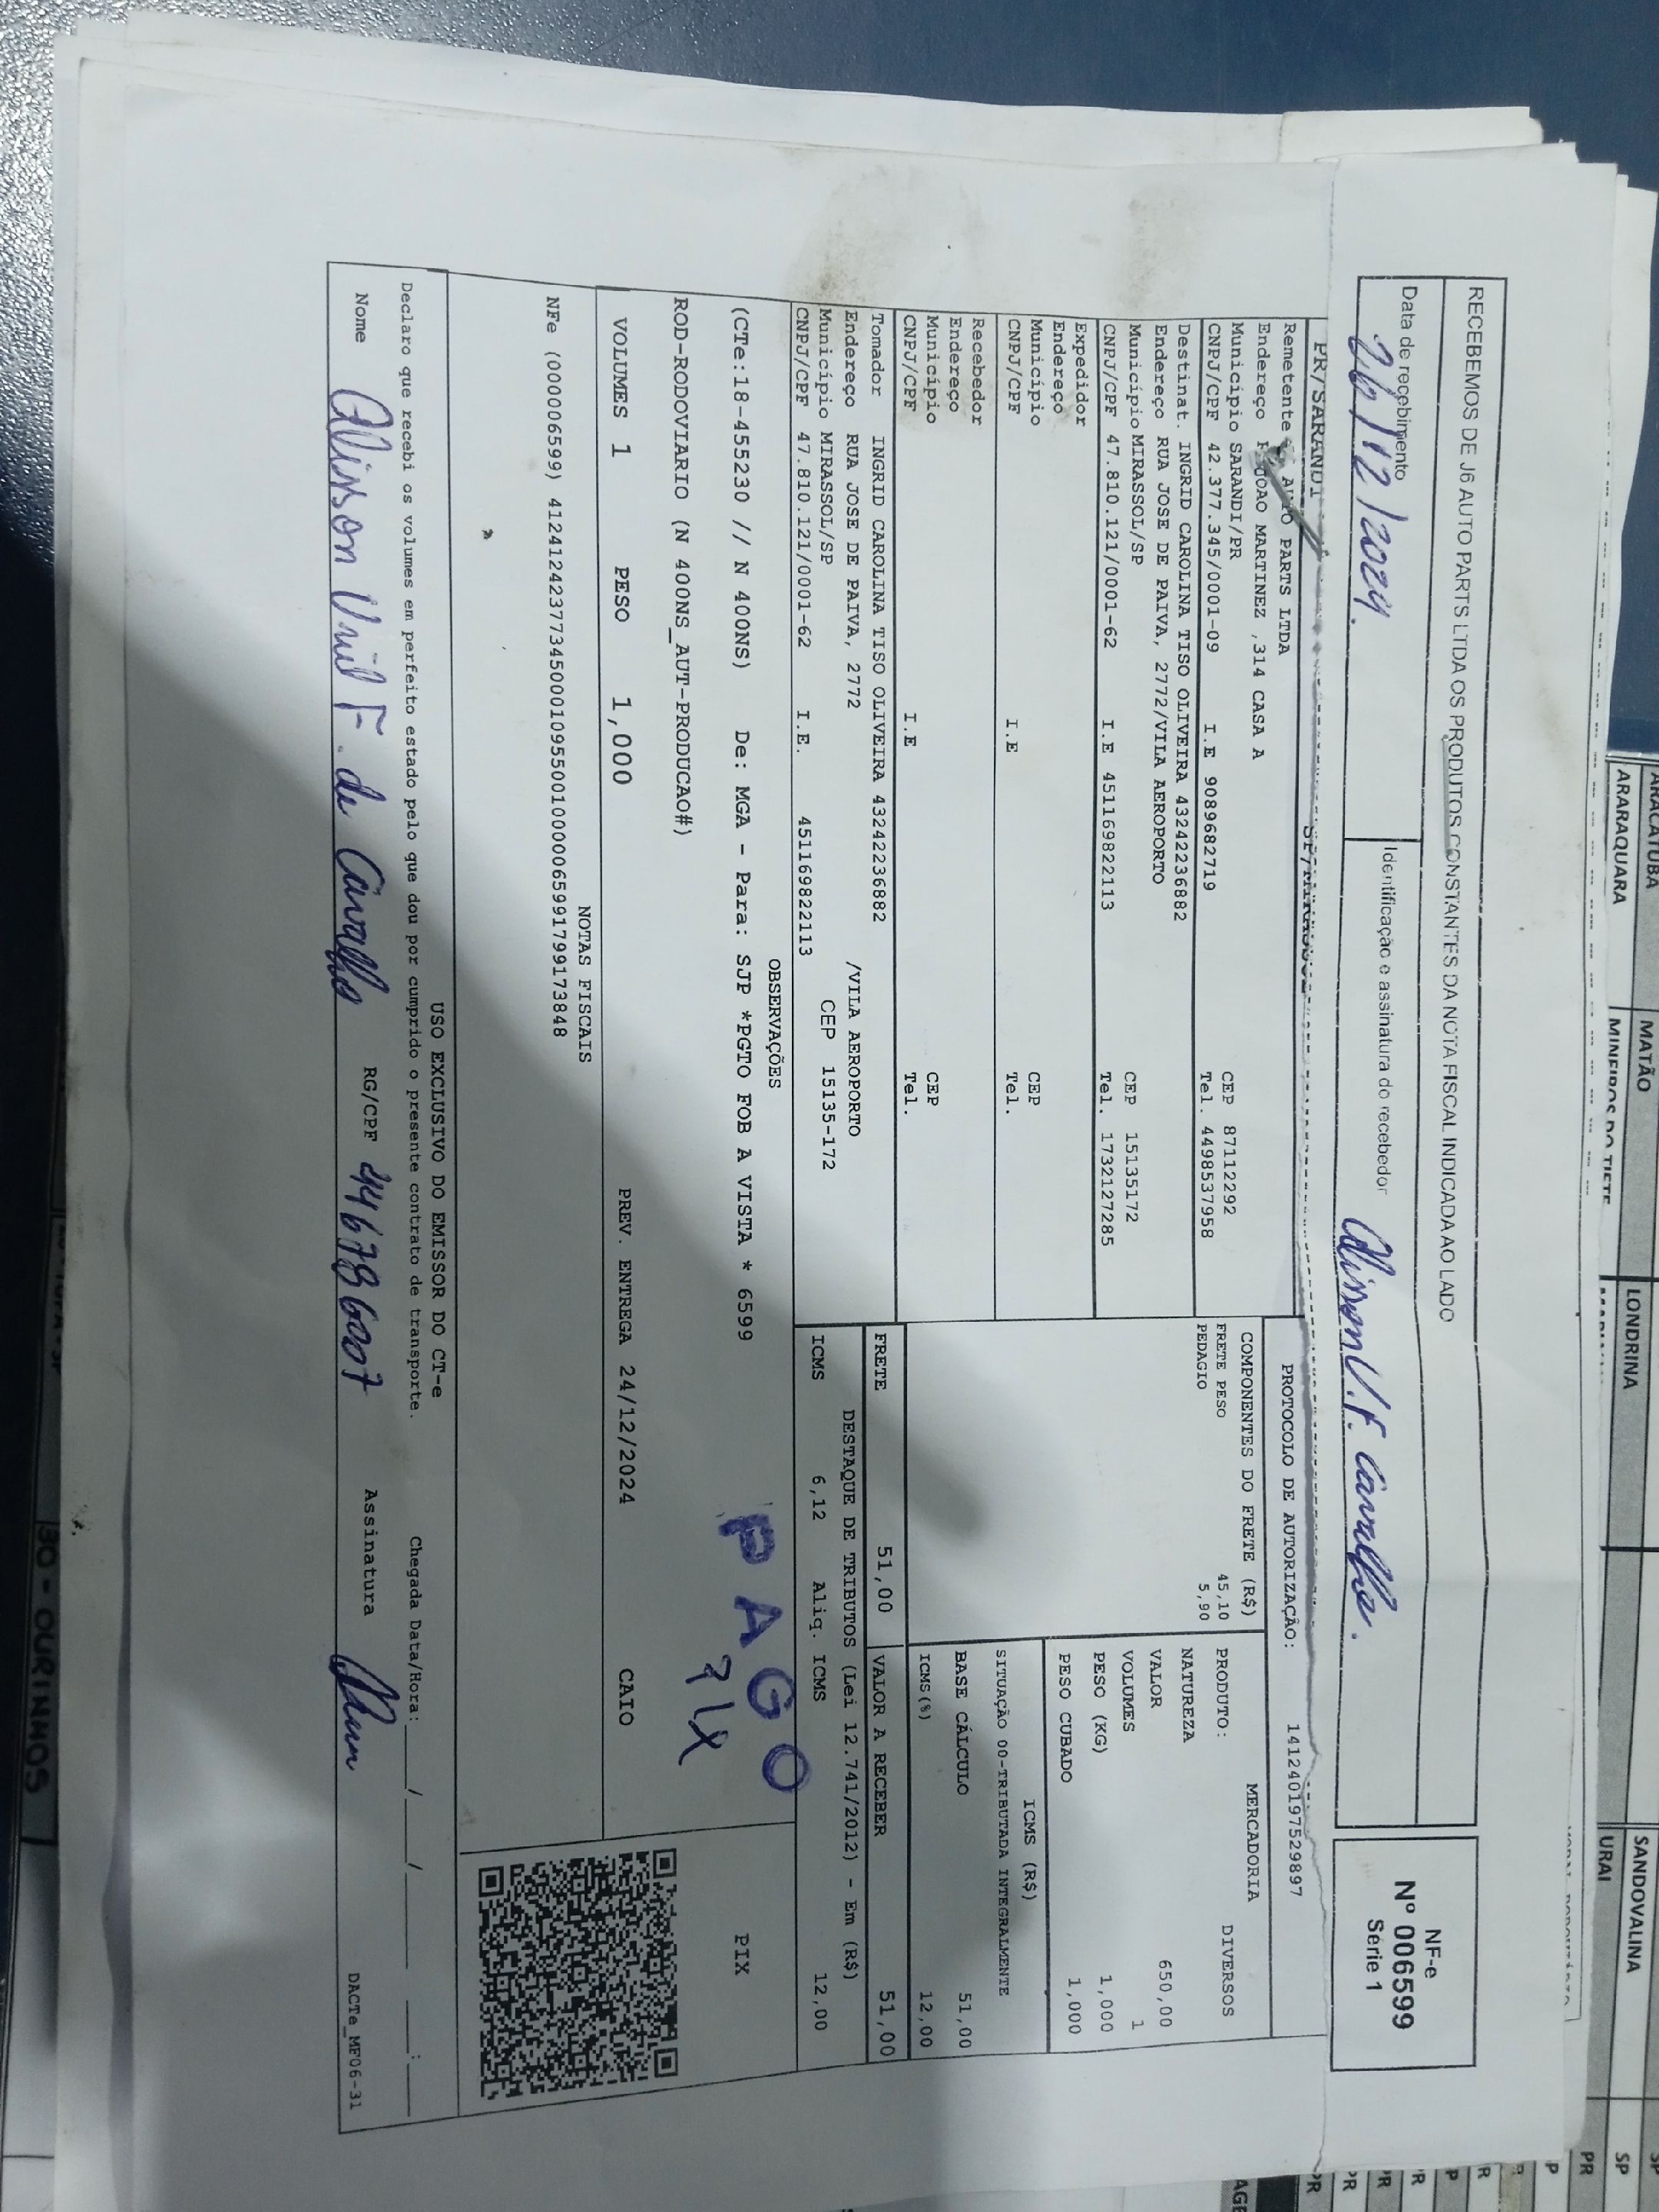 RECEBEMOS DE J6 AUTO PARTS LTDA OS PRODUTOS CONSTANTES DA NOTA FISCAL INDICADA AO LADO
Data de recebimento
26/12/2024.
Identificação e assinatura do recebedor
NF-e
Nº 006599
Série 1
PR/SARANDI
PROTOCOLO DE AUTORIZAÇÃO: 141240197529897
Remetente PARTS LTDA
Endereço JOAO MARTINEZ ,314 CASA A
Município SARANDI/PR CEP 87112292
CNPJ/CPF 42.377.345/0001-09 I.E 9089682719 Tel. 4498537958
Destinat. INGRID CAROLINA TISO OLIVEIRA 43242236882
Endereço RUA JOSE DE PAIVA, 2772/VILA AEROPORTO
Município MIRASSOL/SP CEP 15135172
CNPJ/CPF 47.810.121/0001-62 I.E 451169822113 Tel. 1732127285
Expedidor
Endereço
Município CEP
CNPJ/CPF I.E Tel.
Recebedor
Endereço
Município CEP
CNPJ/CPF I.E Tel.
Tomador INGRID CAROLINA TISO OLIVEIRA 43242236882
Endereço RUA JOSE DE PAIVA, 2772 /VILA AEROPORTO
Município MIRASSOL/SP CEP 15135-172
CNPJ/CPF 47.810.121/0001-62 I.E. 451169822113
COMPONENTES DO FRETE (R$)
FRETE PESO 45,10
PEDAGIO 5,90
MERCADORIA
PRODUTO: DIVERSOS
NATUREZA
VALOR 650,00
VOLUMES 1
PESO (KG) 1,000
PESO CUBADO 1,000
ICMS (R$)
SITUAÇÃO 00-TRIBUTADA INTEGRALMENTE
BASE CÁLCULO 51,00
ICMS(%) 12,00
FRETE 51,00 VALOR A RECEBER 51,00
DESTAQUE DE TRIBUTOS (Lei 12.741/2012) - Em (R$)
ICMS 6,12 Aliq. ICMS 12,00
OBSERVAÇÕES
(CTe:18-455230 // N 400NS) De: MGA - Para: SJP *PGTO FOB A VISTA * 6599
ROD-RODOVIARIO (N 400NS_AUT-PRODUCAO#)
PAGO
PIX
VOLUMES 1 PESO 1,000 PREV. ENTREGA 24/12/2024 CAIO
NOTAS FISCAIS
NFe (000006599) 41241242377345000109550010000065991799173848
USO EXCLUSIVO DO EMISSOR DO CT-e
Declaro que recebi os volumes em perfeito estado pelo que dou por cumprido o presente contrato de transporte. Chegada Data/Hora: / / :
Nome RG/CPF 446786007 Assinatura
DACTe_MF06-31
ARAÇATUBA
ARARAQUARA
MATÃO
MINEIROS DO TIETE
LONDRINA
SANDOVALINA
URAI
SP
PR
30 - OURINHOS